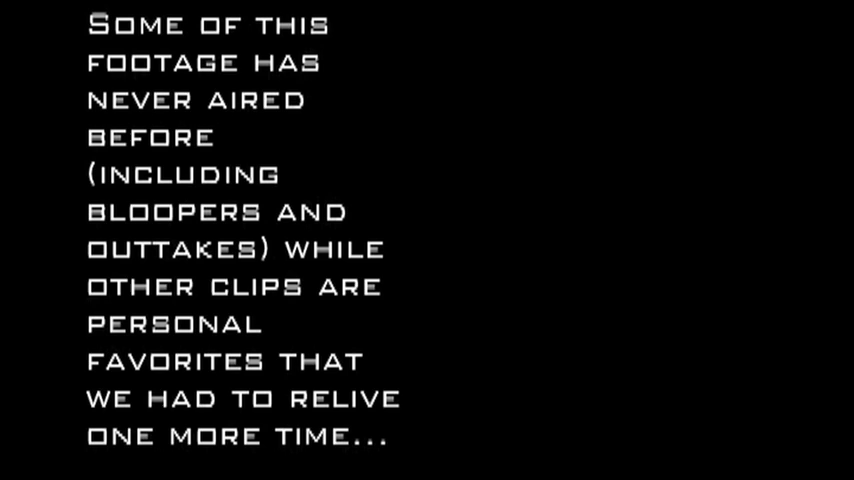 Some of this
footage has
never aired
before
(including
bloopers and
outtakes) while
other clips are
personal
favorites that
we had to relive
one more time...